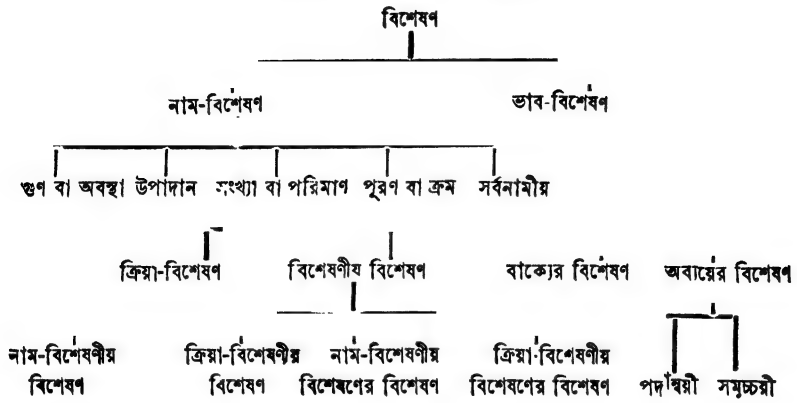 বিশেষণ
নাম-বিশেষণ ভাব-বিশেষণ
গুণ বা অবস্থা উপাদান সংখ্যা বা পরিমাণ পূরণ বা ক্রম সর্বনামীয়
ক্রিয়া-বিশেষণ বিশেষণীয বিশেষণ বাক্যের বিশেষণ অব্যয়ের বিশেষণ
নাম-বিশেষণীয় ক্রিয়া-বিশেষণীয় নাম-বিশেষণীয় ক্রিয়া-বিশেষণীয়
বিশেষণ বিশেষণ বিশেষণের বিশেষণ বিশেষণের বিশেষণ পদান্বয়ী সমুচ্চয়ী